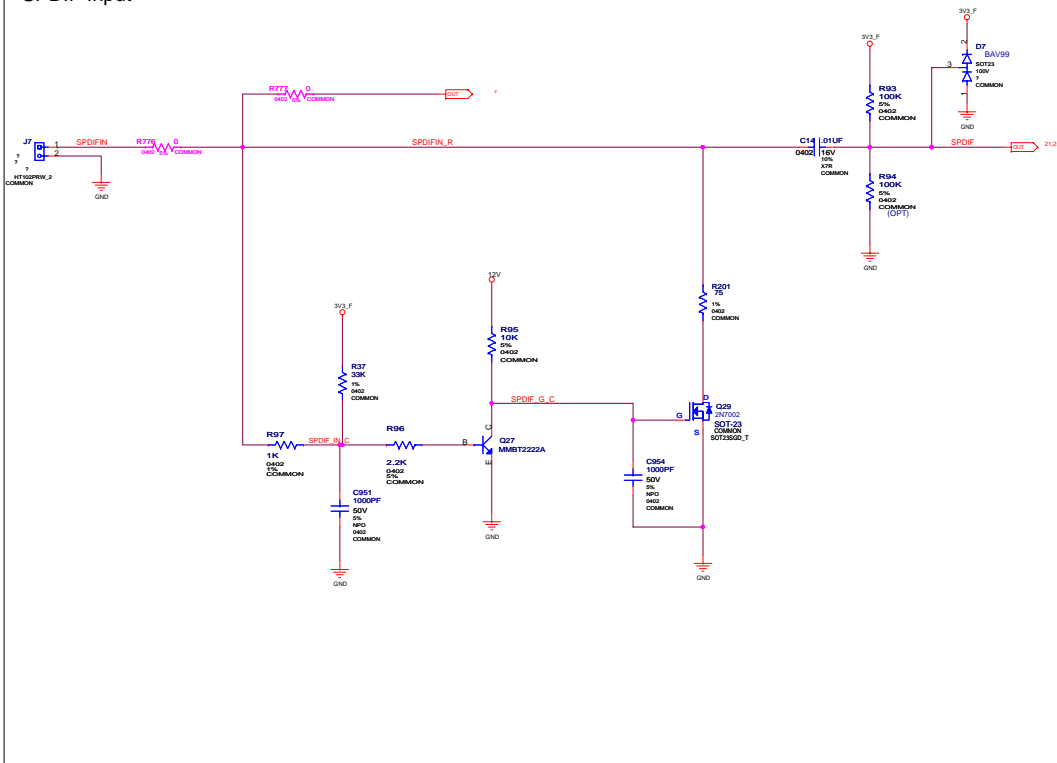 3V3_F
2
D7
BAV99
SOT23
100V
?
COMMON
3
1
GND
3V3_F
R93
100K
5%
0402
COMMON
R777 0
0402 5% COMMON
OUT
2
J7
1
2
SPDIFIN
?
?
?
HT102PRW_2
COMMON
GND
R776 0
0402 5% COMMON
SPDIFIN_R
C14 .01UF
0402 16V
10%
X7R
COMMON
SPDIF
OUT
21,2
R94
100K
5%
0402
COMMON
(OPT)
GND
12V
R201
75
1%
0402
COMMON
3V3_F
R95
10K
5%
0402
COMMON
R37
33K
1%
0402
COMMON
SPDIF_G_C
D
G
S
Q29
2N7002
SOT-23
COMMON
SOT23SGD_T
R97
1K
0402
1%
COMMON
SPDIF_IN_C
R96
2.2K
0402
5%
COMMON
B
C
E
Q27
MMBT2222A
C954
1000PF
50V
5%
NPO
0402
COMMON
C951
1000PF
50V
5%
NPO
0402
COMMON
GND
GND
GND